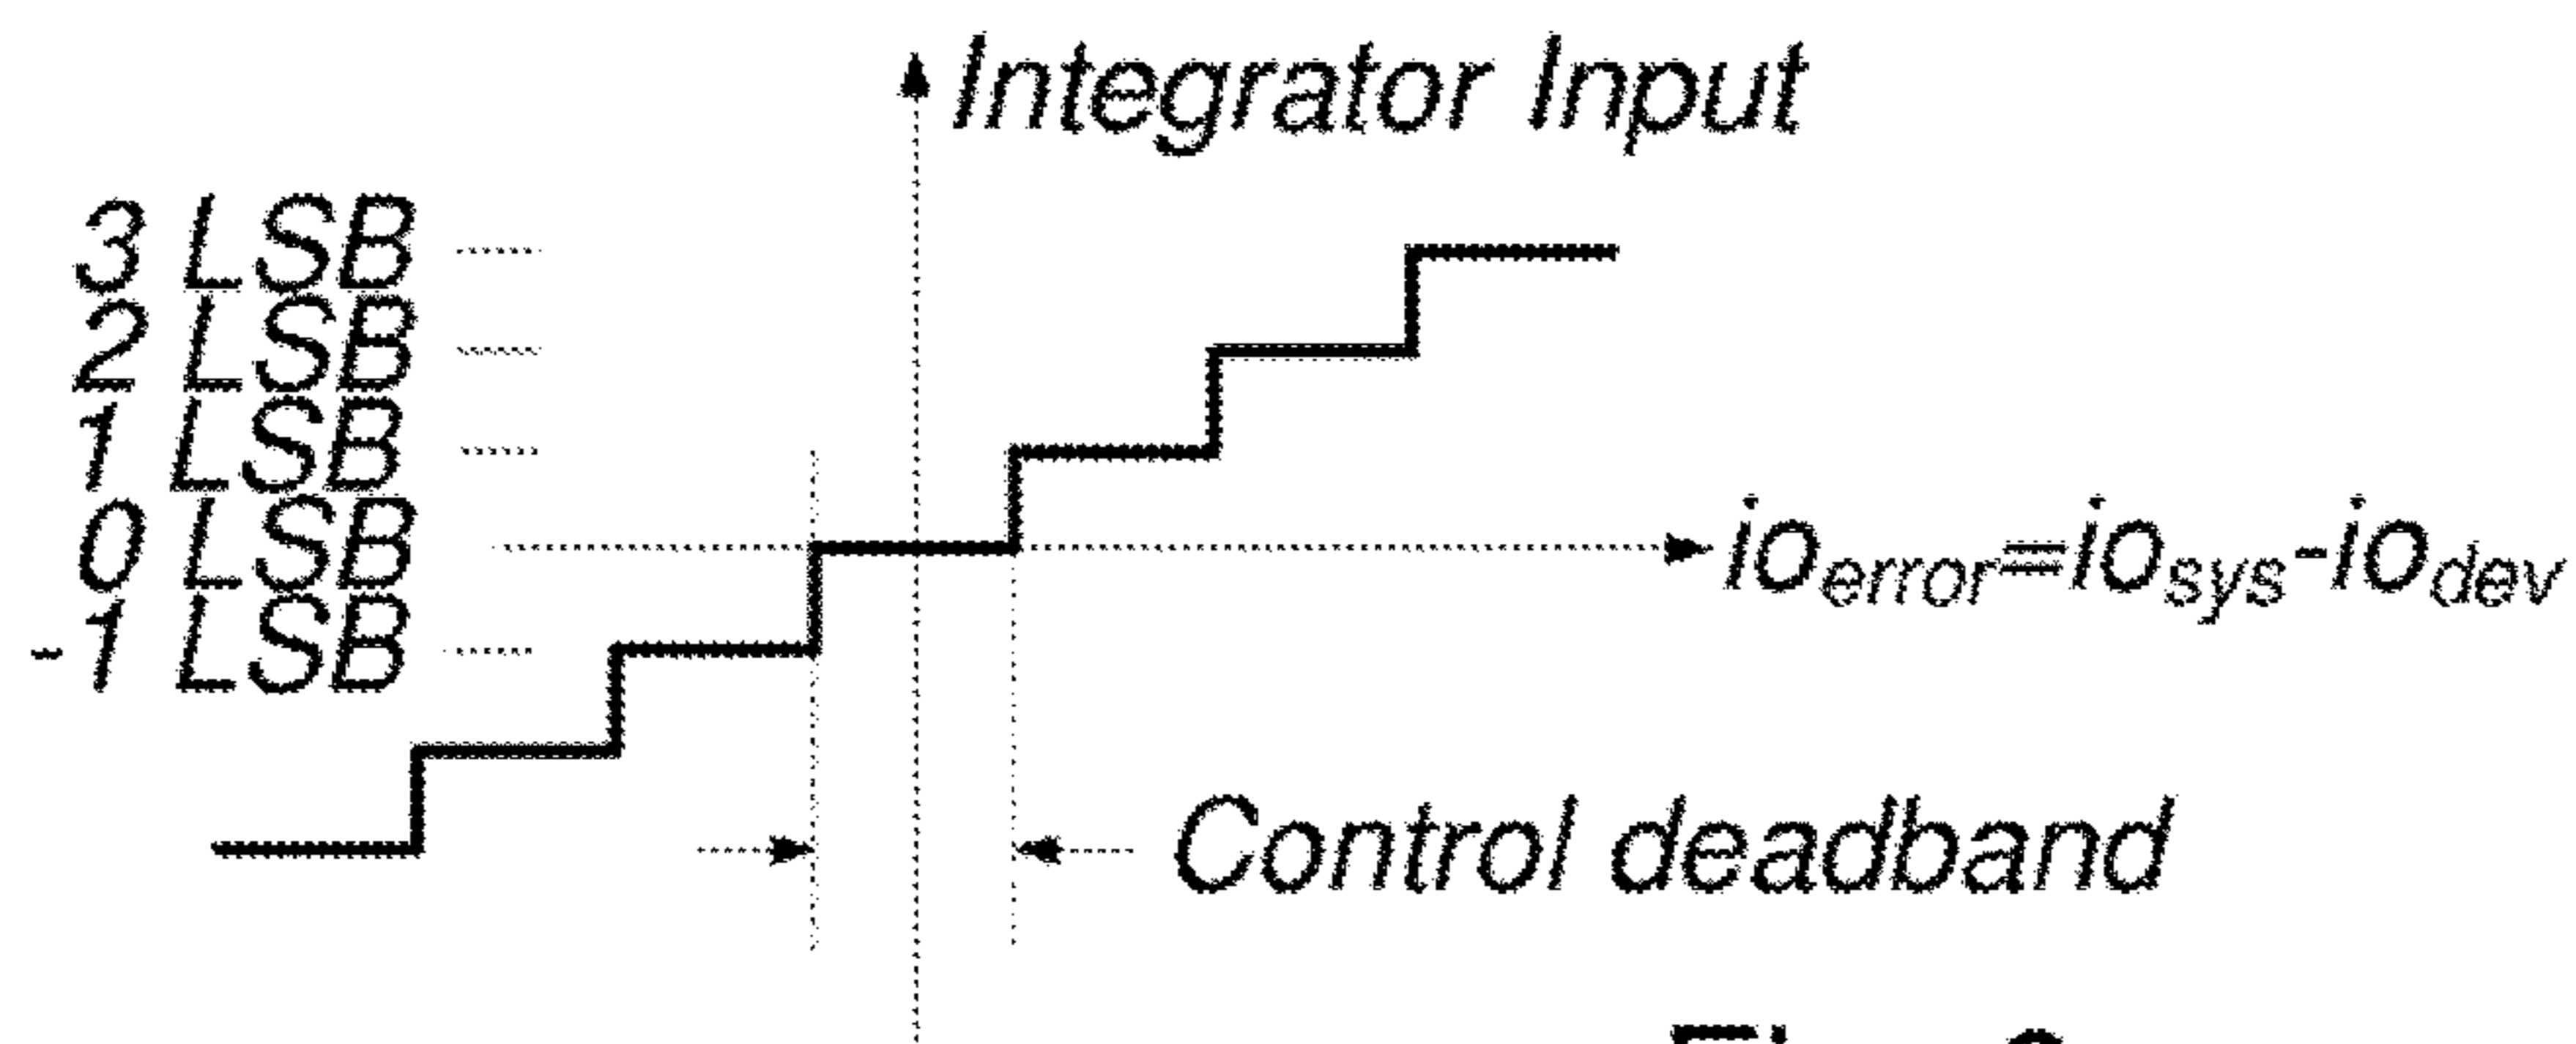 Integrator Input
3 LSB
2 LSB
1 LSB
0 LSB
io_error=io_sys-io_dev
-1 LSB
Control deadband